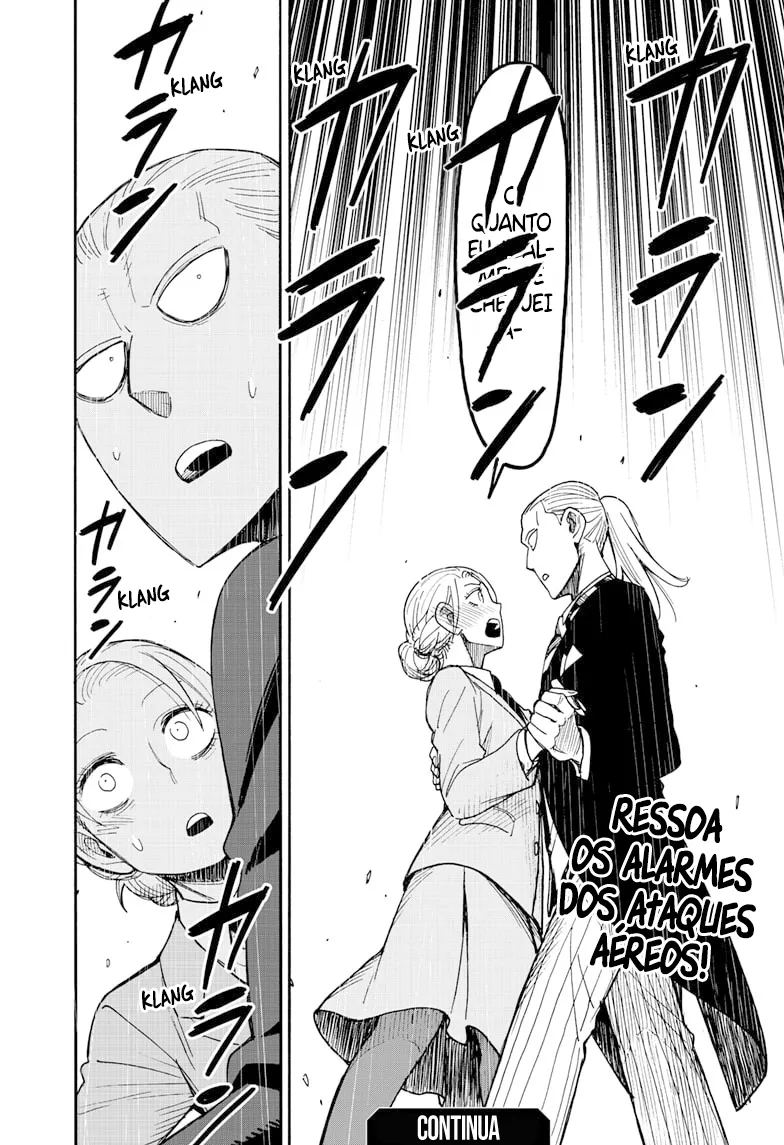 カラン
KLANG
カラン
KLANG
カラン
KLANG
QUANTO
RESSOA
OS ALARMES
DOS ATAQUES
AÉREOS!
カラン
KLANG
カラン
KLANG
カラン
KLANG
CONTINUA